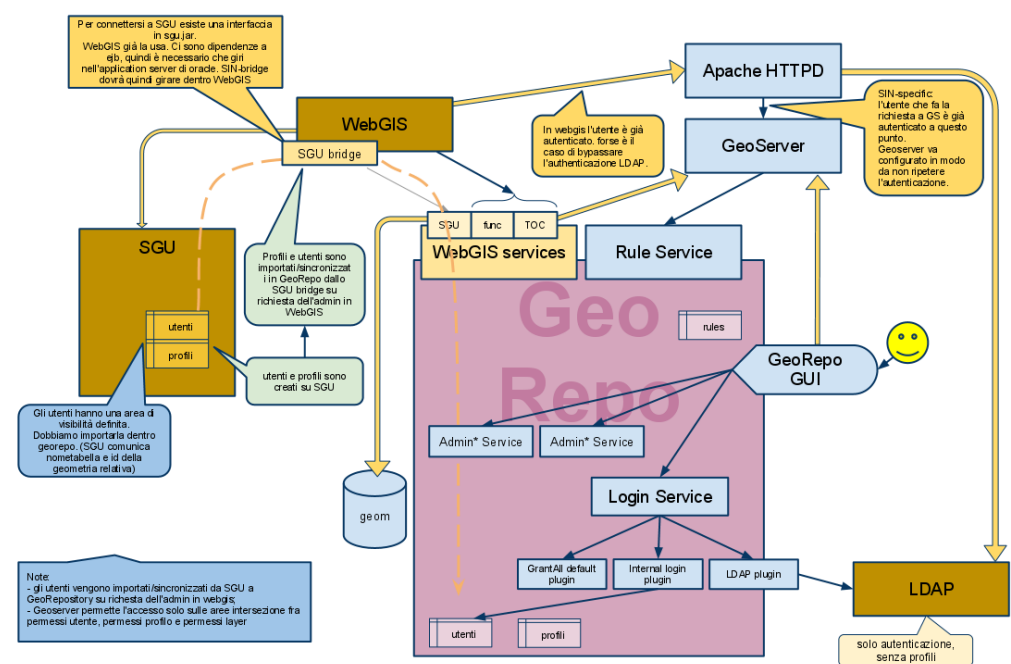 Per connettersi a SGU esiste una interfaccia
in sgu.jar.
WebGIS già la usa. Ci sono dipendenze a
ejb, quindi è necessario che giri
nell'application server di oracle. SIN-bridge
dovrà quindi girare dentro WebGIS
Apache HTTPD
SIN-specific:
l'utente che fa la
richiesta a GS è già
autenticato a questo
punto.
Geoserver va
configurato in modo
da non ripetere
l'autenticazione.
WebGIS
SGU bridge
In webgis l'utente è già
autenticato. forse è il
caso di bypassare
l'authenticazione LDAP.
GeoServer
SGU
func
TOC
WebGIS services
Rule Service
SGU
Profili e utenti sono
importati/sincronizzat
i in GeoRepo dallo
SGU bridge su
richiesta dell'admin in
WebGIS
Geo
Repo
rules
utenti
profili
utenti e profili sono
creati su SGU
GeoRepo
GUI
Gli utenti hanno una area di
visibilità definita.
Dobbiamo importarla dentro
georepo. (SGU comunica
nometabella e id della
geometria relativa)
Admin* Service
Admin* Service
Login Service
geom
GrantAll default
plugin
Internal login
plugin
LDAP plugin
LDAP
Note:
- gli utenti vengono importati/sincronizzati da SGU a
GeoRepository su richiesta dell'admin in webgis;
- Geoserver permette l'accesso solo sulle aree intersezione fra
permessi utente, permessi profilo e permessi layer
utenti
profili
solo autenticazione,
senza profili